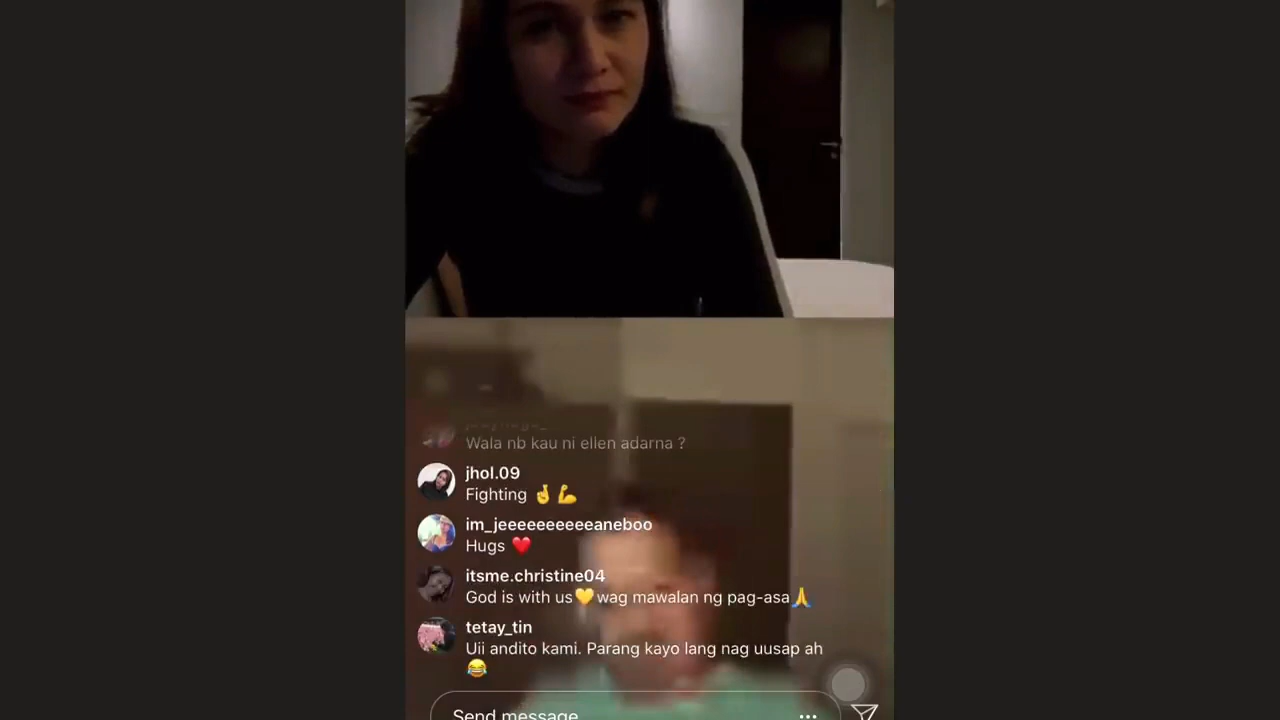 Wala nb kau ni ellen adarna ?
jhol.09
Fighting 🤞💪
im_jeeeeeeeeeeaneboo
Hugs ❤️
itsme.christine04
God is with us💛wag mawalan ng pag-asa🙏
tetay_tin
Uii andito kami. Parang kayo lang nag uusap ah
😂
Send message